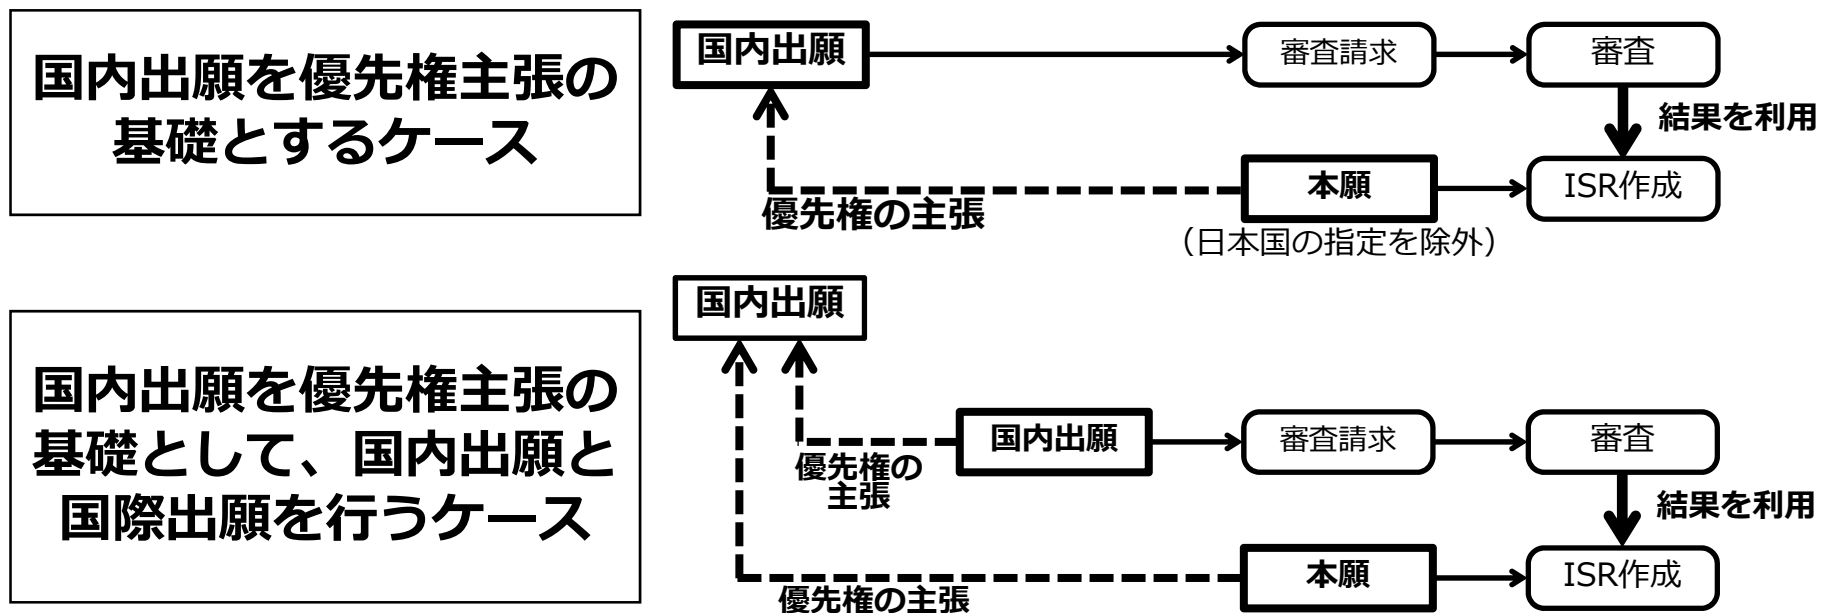 国内出願を優先権主張の
基礎とするケース
国内出願
審査請求
審査
結果を利用
本願
ISR作成
優先権の主張
（日本国の指定を除外）
国内出願を優先権主張の
基礎として、国内出願と
国際出願を行うケース
国内出願
国内出願
審査請求
審査
優先権の
主張
結果を利用
本願
ISR作成
優先権の主張